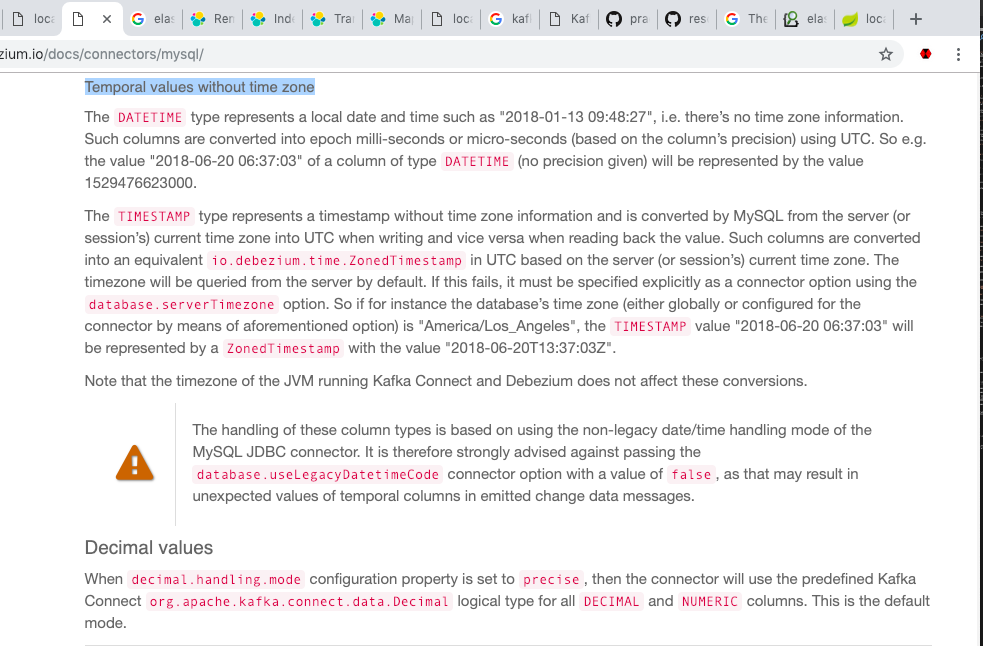 loca
elas
Ren
Inde
Tra
Ma
loca
kafl
Kaf
pra
res
The
elas
loca
zium.io/docs/connectors/mysql/
Temporal values without time zone
The DATETIME type represents a local date and time such as "2018-01-13 09:48:27", i.e. there’s no time zone information.
Such columns are converted into epoch milli-seconds or micro-seconds (based on the column’s precision) using UTC. So e.g.
the value "2018-06-20 06:37:03" of a column of type DATETIME (no precision given) will be represented by the value
1529476623000.
The TIMESTAMP type represents a timestamp without time zone information and is converted by MySQL from the server (or
session’s) current time zone into UTC when writing and vice versa when reading back the value. Such columns are converted
into an equivalent io.debezium.time.ZonedTimestamp in UTC based on the server (or session’s) current time zone. The
timezone will be queried from the server by default. If this fails, it must be specified explicitly as a connector option using the
database.serverTimezone option. So if for instance the database’s time zone (either globally or configured for the
connector by means of aforementioned option) is "America/Los_Angeles", the TIMESTAMP value "2018-06-20 06:37:03" will
be represented by a ZonedTimestamp with the value "2018-06-20T13:37:03Z".
Note that the timezone of the JVM running Kafka Connect and Debezium does not affect these conversions.
The handling of these column types is based on using the non-legacy date/time handling mode of the
MySQL JDBC connector. It is therefore strongly advised against passing the
database.useLegacyDatetimeCode connector option with a value of false, as that may result in
unexpected values of temporal columns in emitted change data messages.
Decimal values
When decimal.handling.mode configuration property is set to precise, then the connector will use the predefined Kafka
Connect org.apache.kafka.connect.data.Decimal logical type for all DECIMAL and NUMERIC columns. This is the default
mode.